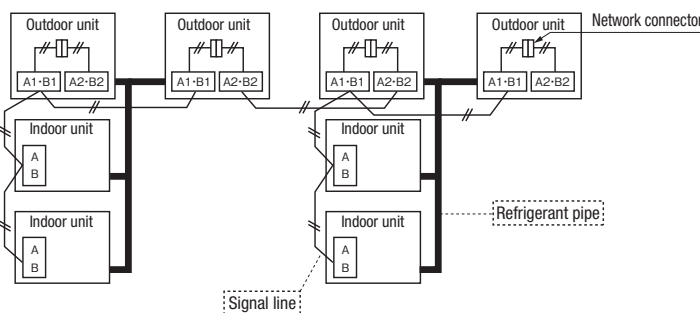 Outdoor unit Outdoor unit Outdoor unit Outdoor unit Network connector
A1・B1 A2・B2 A1・B1 A2・B2 A1・B1 A2・B2 A1・B1 A2・B2
Indoor unit Indoor unit
A A
B B
Indoor unit Indoor unit
A A
B B
Refrigerant pipe
Signal line